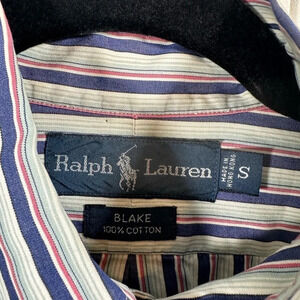 Ralph Lauren
MADE IN
HONG KONG
S
BLAKE
100% COTTON